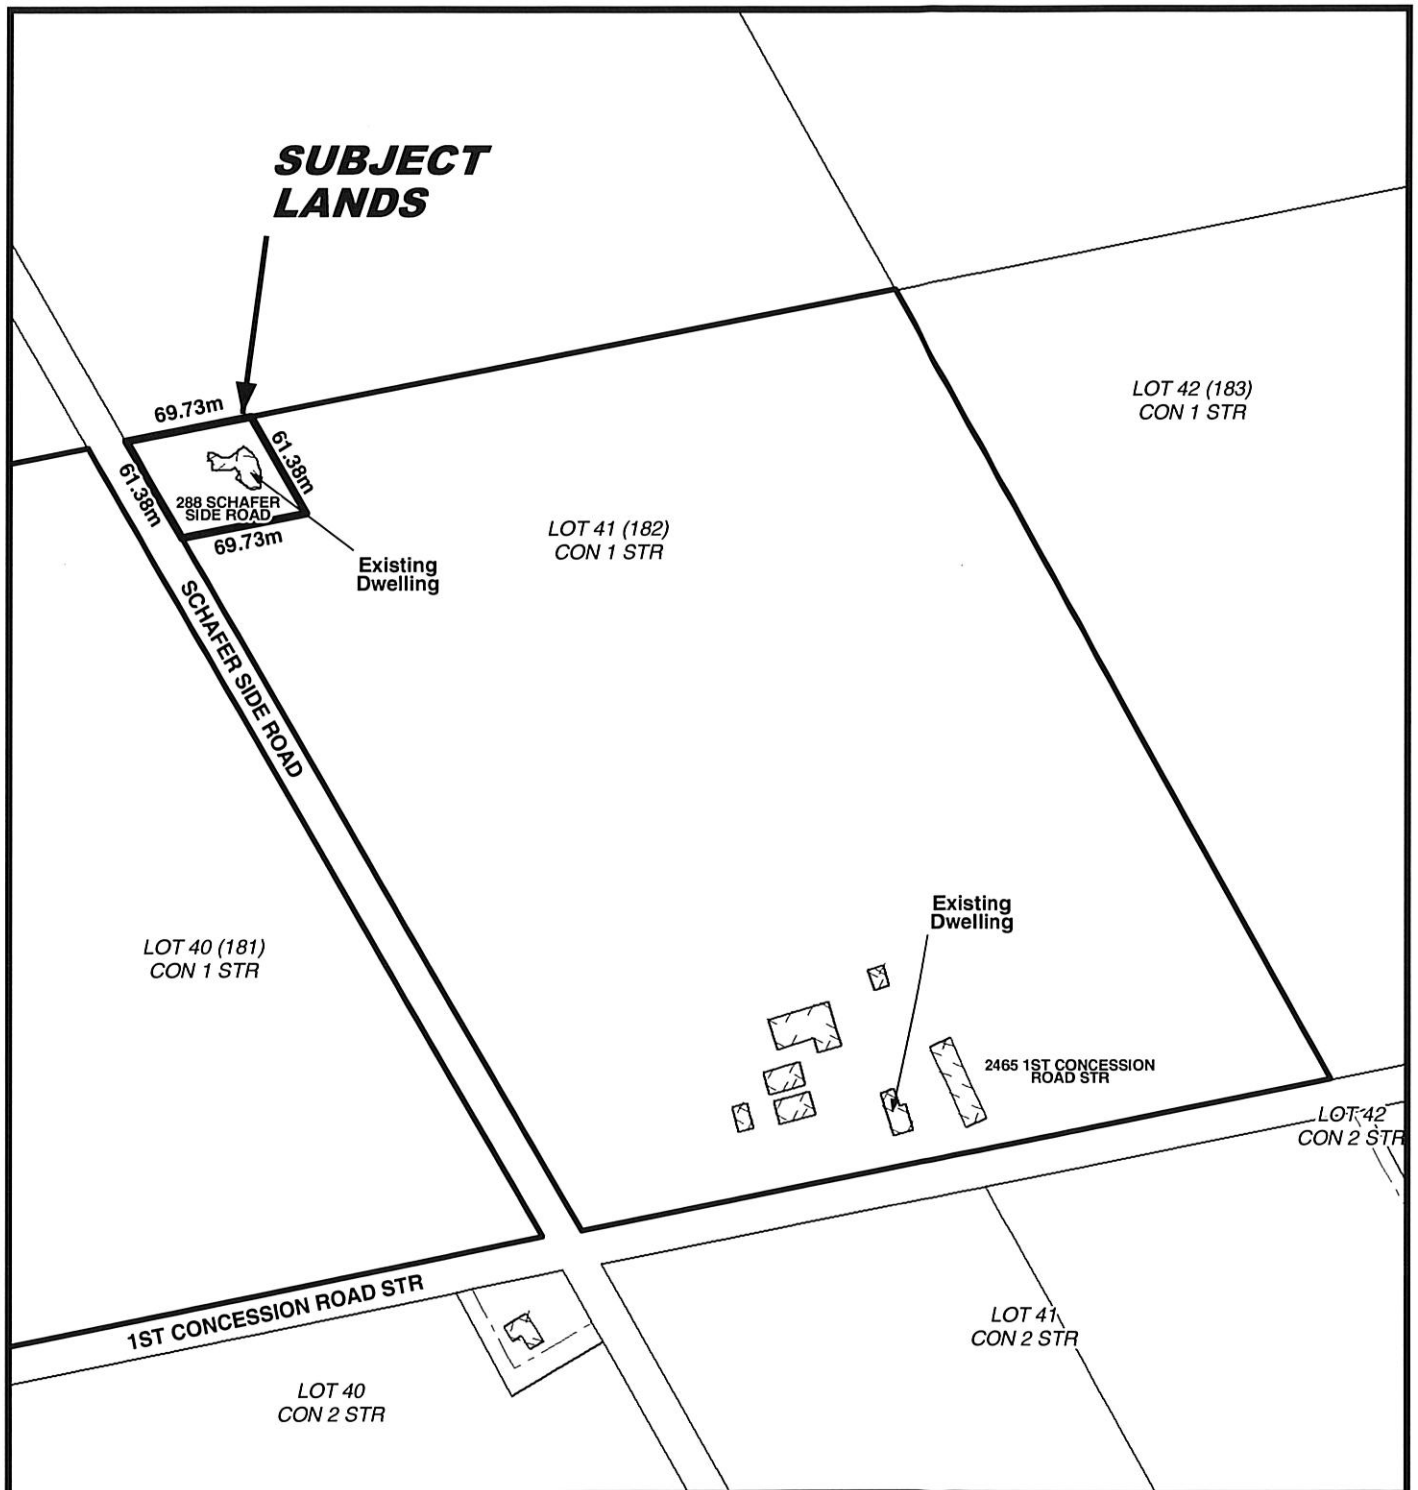 SUBJECT
LANDS
69.73m
61.38m
61.38m
288 SCHAFER
SIDE ROAD
69.73m
Existing
Dwelling
LOT 42 (183)
CON 1 STR
LOT 41 (182)
CON 1 STR
SCHAFER SIDE ROAD
LOT 40 (181)
CON 1 STR
Existing
Dwelling
2465 1ST CONCESSION
ROAD STR
LOT 42
CON 2 STR
1ST CONCESSION ROAD STR
LOT 41
CON 2 STR
LOT 40
CON 2 STR